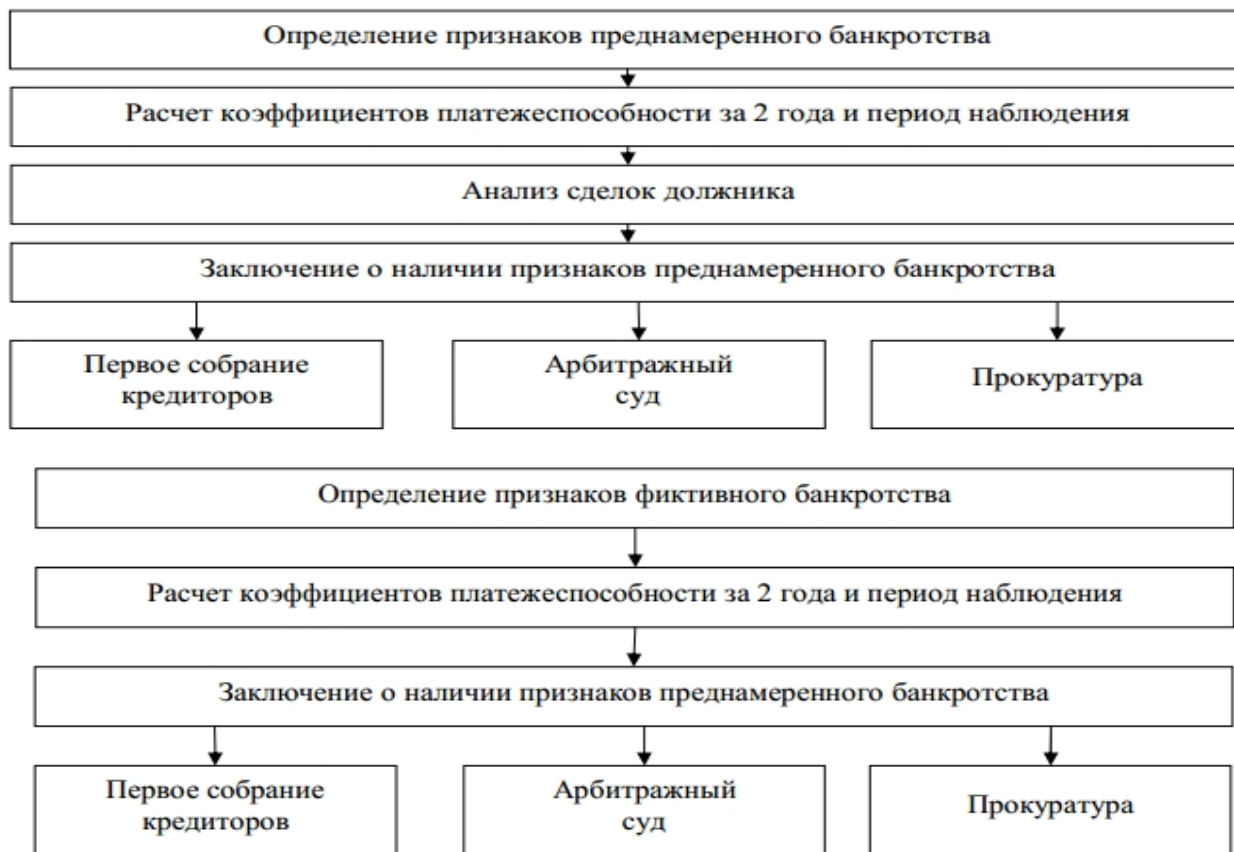 Определение признаков преднамеренного банкротства
Расчет коэффициентов платежеспособности за 2 года и период наблюдения
Анализ сделок должника
Заключение о наличии признаков преднамеренного банкротства
Первое собрание
кредиторов
Арбитражный
суд
Прокуратура
Определение признаков фиктивного банкротства
Расчет коэффициентов платежеспособности за 2 года и период наблюдения
Заключение о наличии признаков преднамеренного банкротства
Первое собрание
кредиторов
Арбитражный
суд
Прокуратура